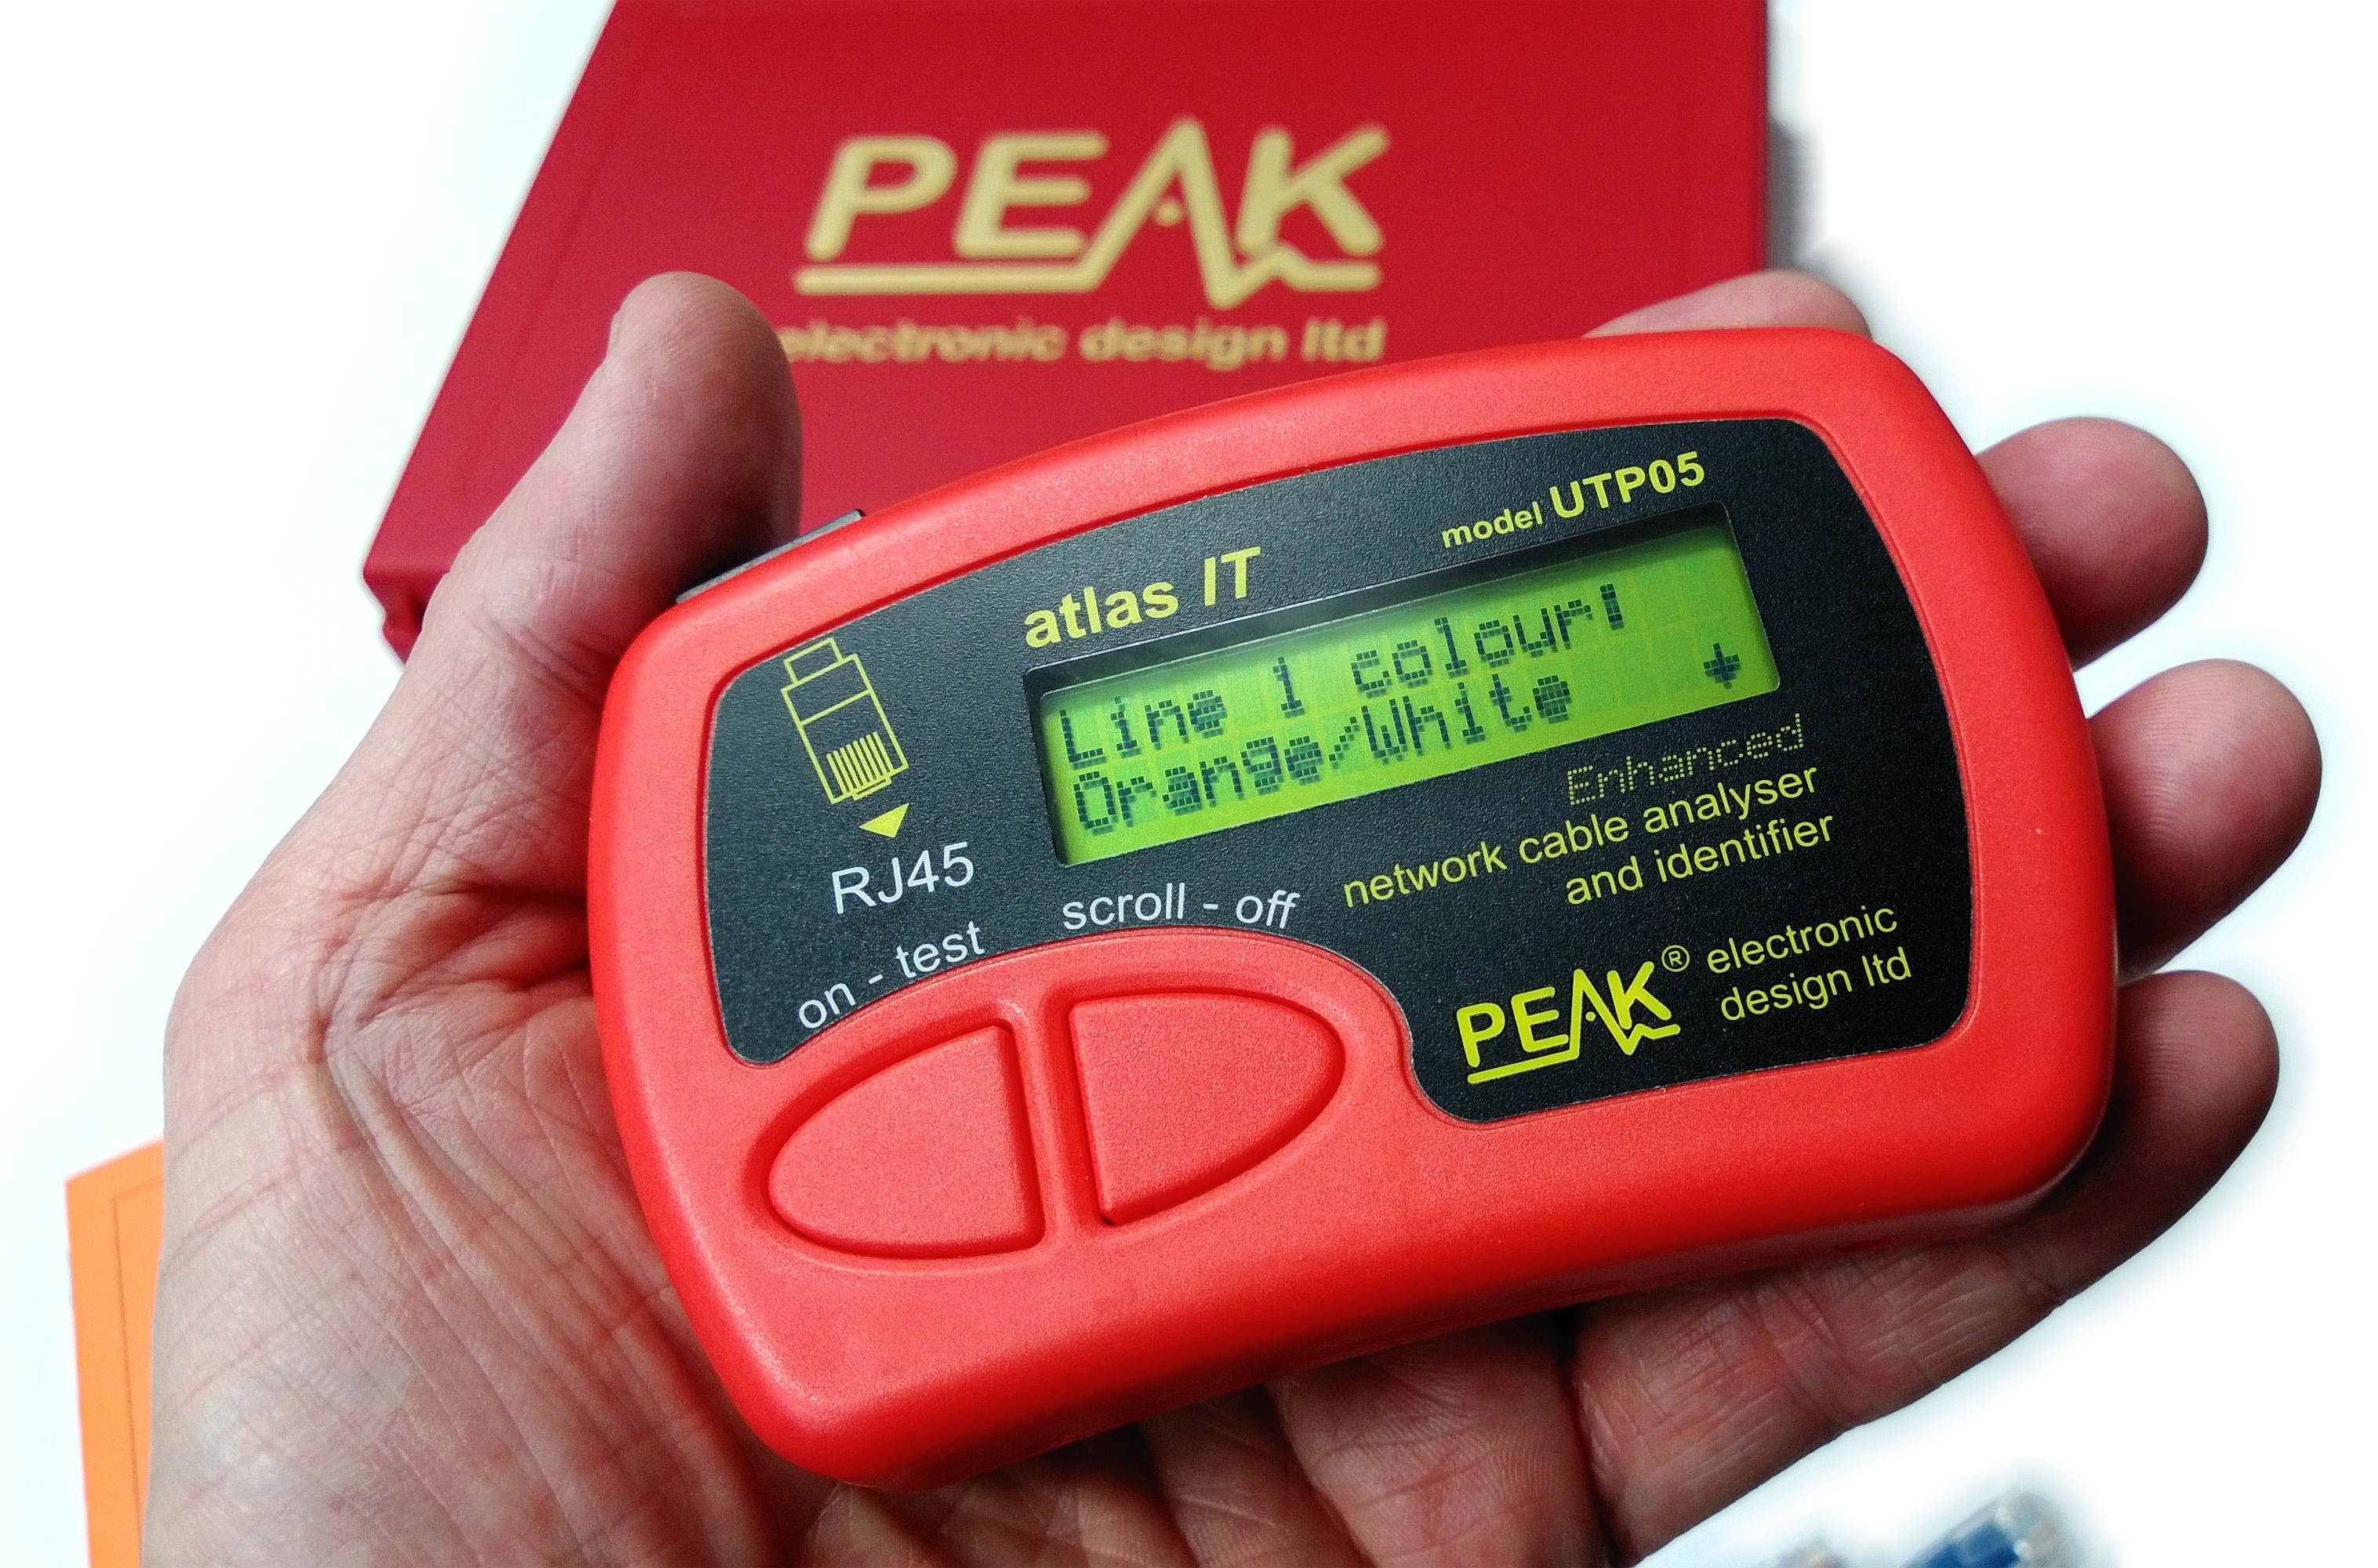 PEAK
electronic design ltd
model UTP05
atlas IT
Line 1 colour!
Orange/White
Enhanced
network cable analyser
and identifier
RJ45
on - test
scroll - off
PEAK® electronic
design ltd